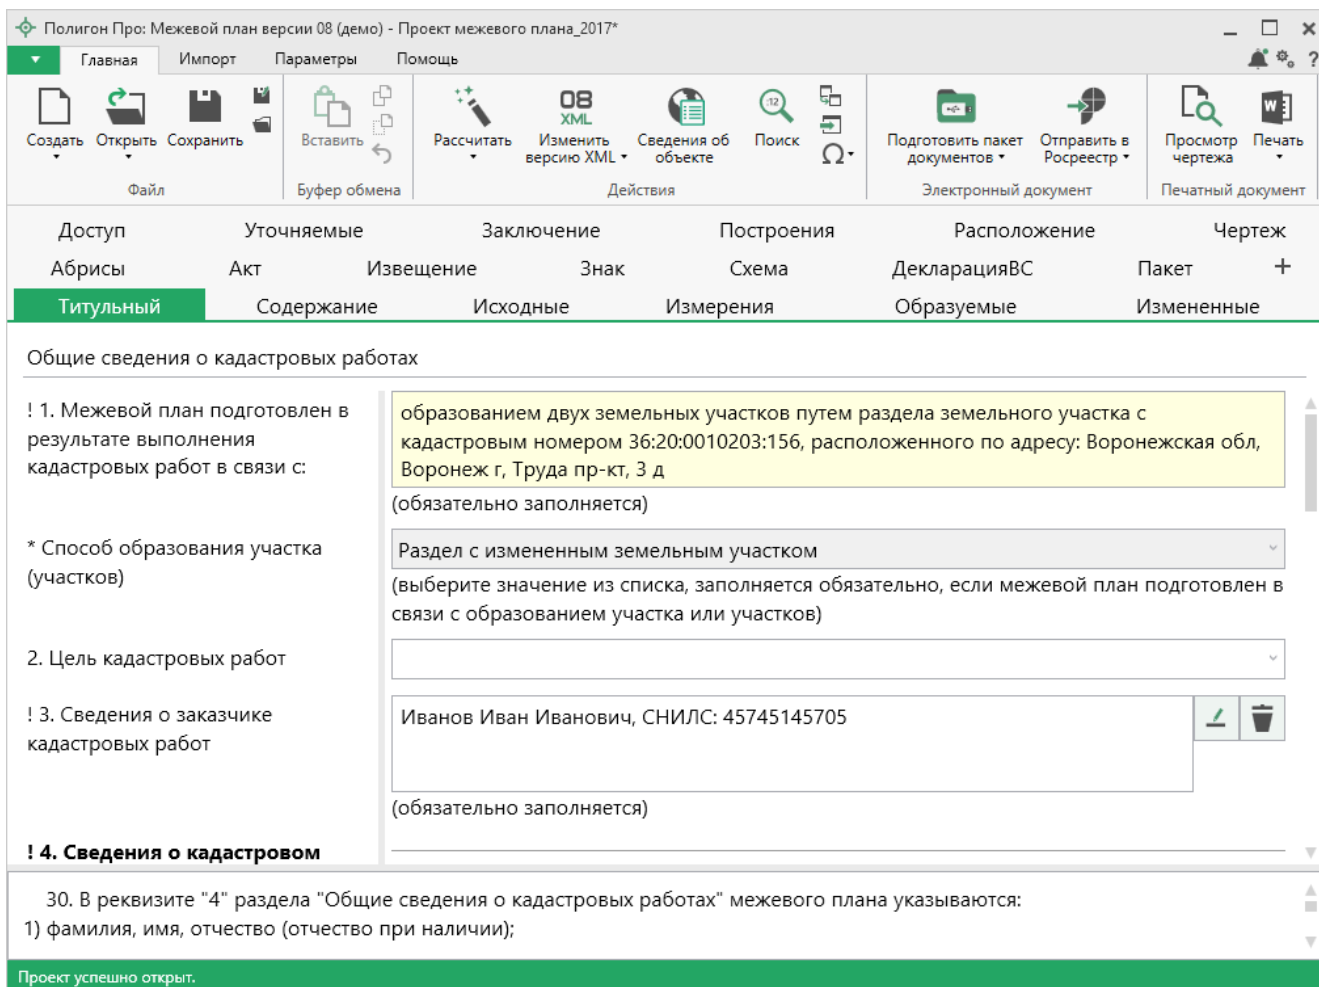 Полигон Про: Межевой план версии 08 (демо) - Проект межевого плана_2017*
Главная Импорт Параметры Помощь
?
08
XML
:12
W
Создать Открыть Сохранить Вставить Рассчитать Изменить версию XML Сведения об объекте Поиск Ω Подготовить пакет документов Отправить в Росреестр Просмотр чертежа Печать
Файл Буфер обмена Действия Электронный документ Печатный документ
Доступ Уточняемые Заключение Построения Расположение Чертеж
Абрисы Акт Извещение Знак Схема ДекларацияВС Пакет +
Титульный Содержание Исходные Измерения Образуемые Измененные
Общие сведения о кадастровых работах
! 1. Межевой план подготовлен в
результате выполнения
кадастровых работ в связи с:
образованием двух земельных участков путем раздела земельного участка с
кадастровым номером 36:20:0010203:156, расположенного по адресу: Воронежская обл,
Воронеж г, Труда пр-кт, 3 д
(обязательно заполняется)
* Способ образования участка
(участков)
Раздел с измененным земельным участком
(выберите значение из списка, заполняется обязательно, если межевой план подготовлен в
связи с образованием участка или участков)
2. Цель кадастровых работ
! 3. Сведения о заказчике
кадастровых работ
Иванов Иван Иванович, СНИЛС: 45745145705
(обязательно заполняется)
! 4. Сведения о кадастровом
30. В реквизите "4" раздела "Общие сведения о кадастровых работах" межевого плана указываются:
1) фамилия, имя, отчество (отчество при наличии);
Проект успешно открыт.